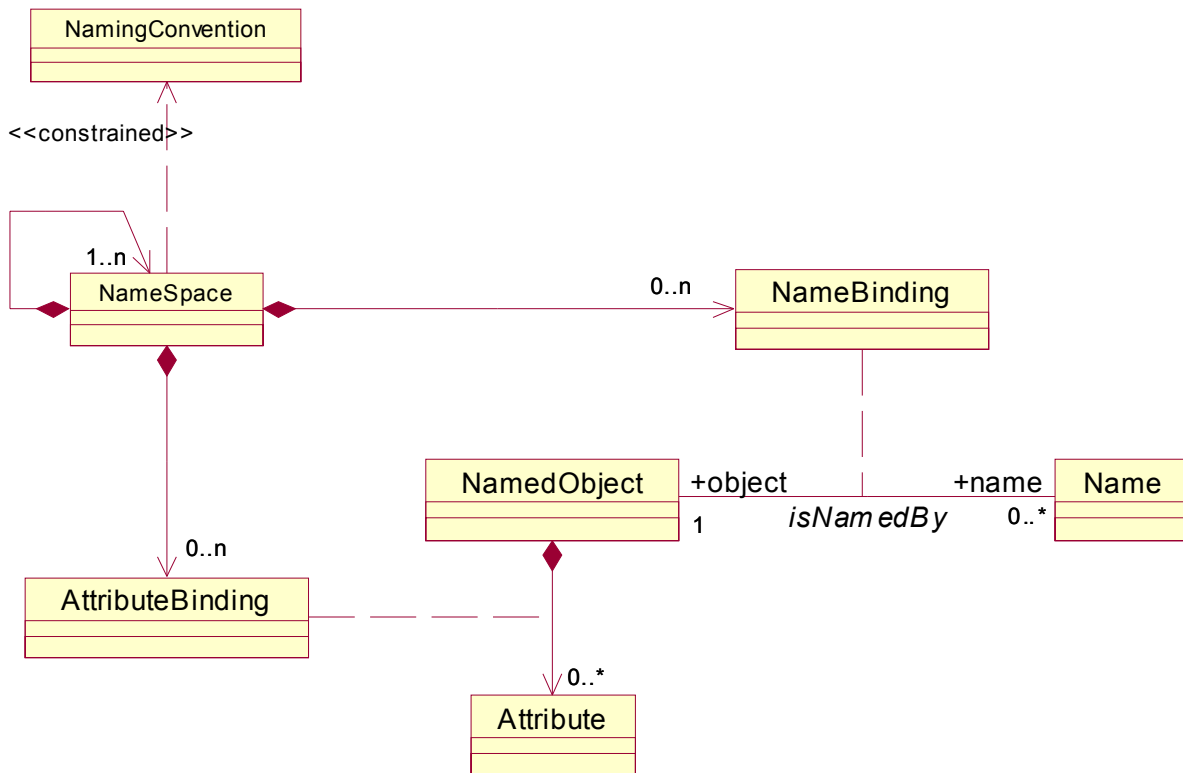 NamingConvention
<<constrained>>
1..n
NameSpace
0..n
NameBinding
NamedObject
+object
+name
Name
1
isNamedBy
0..*
0..n
AttributeBinding
0..*
Attribute